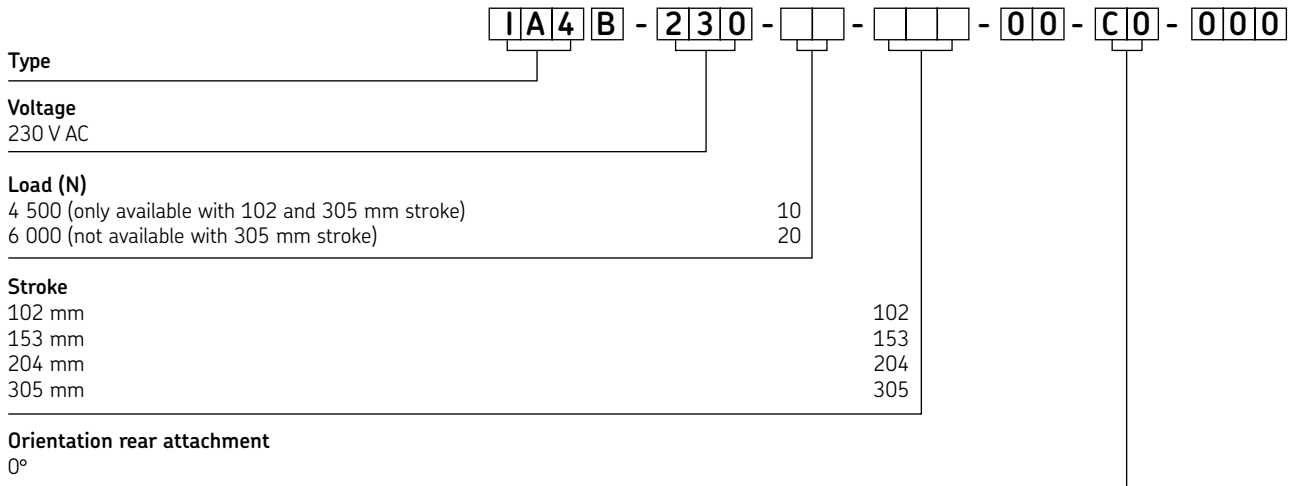 IA4B - 230 - - - 00 - C0 - 000
Type
Voltage
230 V AC
Load (N)
4 500 (only available with 102 and 305 mm stroke) 10
6 000 (not available with 305 mm stroke) 20
Stroke
102 mm 102
153 mm 153
204 mm 204
305 mm 305
Orientation rear attachment
0°